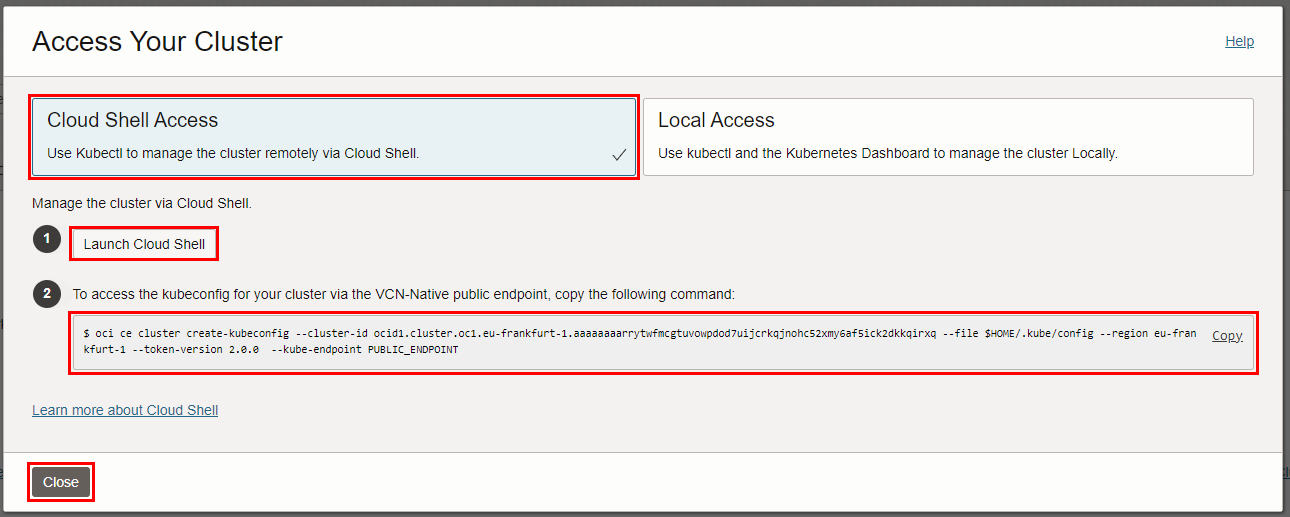 Access Your Cluster
Help
Cloud Shell Access
Use Kubectl to manage the cluster remotely via Cloud Shell.
Local Access
Use kubectl and the Kubernetes Dashboard to manage the cluster Locally.
Manage the cluster via Cloud Shell.
1
Launch Cloud Shell
2
To access the kubeconfig for your cluster via the VCN-Native public endpoint, copy the following command:
$ oci ce cluster create-kubeconfig --cluster-id ocid1.cluster.oc1.eu-frankfurt-1.aaaaaaaarrytwfmcgtuvowpdod7uijcrkqjnohc52xmy6af5ick2dkkqirxq --file $HOME/.kube/config --region eu-fran
kfurt-1 --token-version 2.0.0 --kube-endpoint PUBLIC_ENDPOINT
Copy
Learn more about Cloud Shell
Close